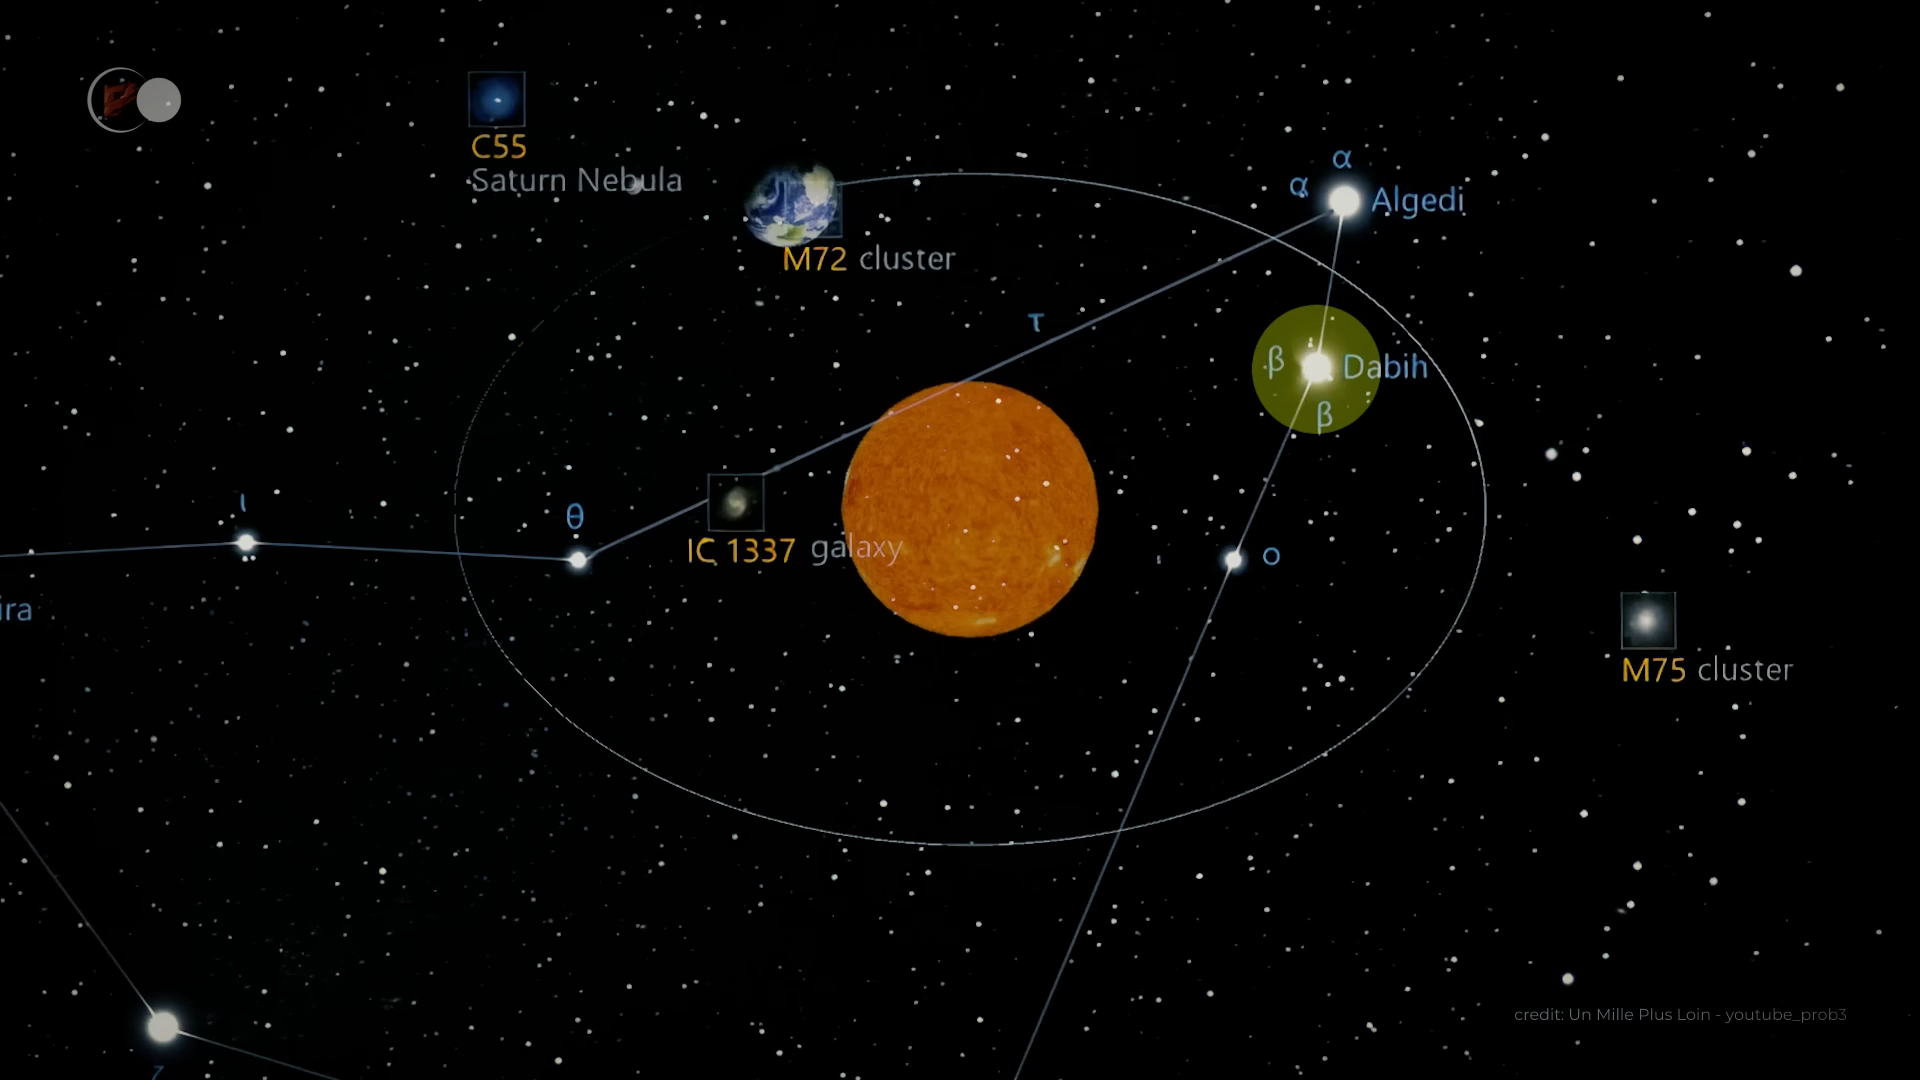 C55
Saturn Nebula
M72 cluster
α
α
Algedi
τ
β
Dabih
β
ι
θ
IC 1337 galaxy
ο
ira
M75 cluster
credit: Un Mille Plus Loin - youtube_prob3
ζ